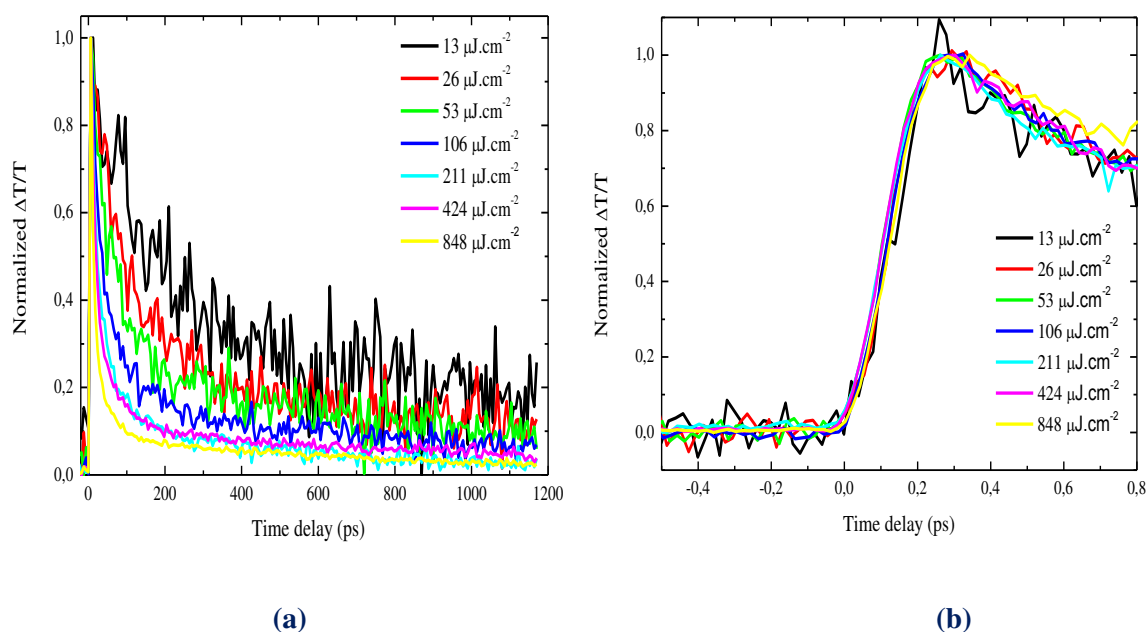 1,0
0,8
0,6
0,4
0,2
0,0
Normalized ΔT/T
13 µJ.cm-2
26 µJ.cm-2
53 µJ.cm-2
106 µJ.cm-2
211 µJ.cm-2
424 µJ.cm-2
848 µJ.cm-2
0 200 400 600 800 1000 1200
Time delay (ps)
(a)
1,0
0,8
0,6
0,4
0,2
0,0
Normalized ΔT/T
13 µJ.cm-2
26 µJ.cm-2
53 µJ.cm-2
106 µJ.cm-2
211 µJ.cm-2
424 µJ.cm-2
848 µJ.cm-2
-0,4 -0,2 0,0 0,2 0,4 0,6 0,8
Time delay (ps)
(b)